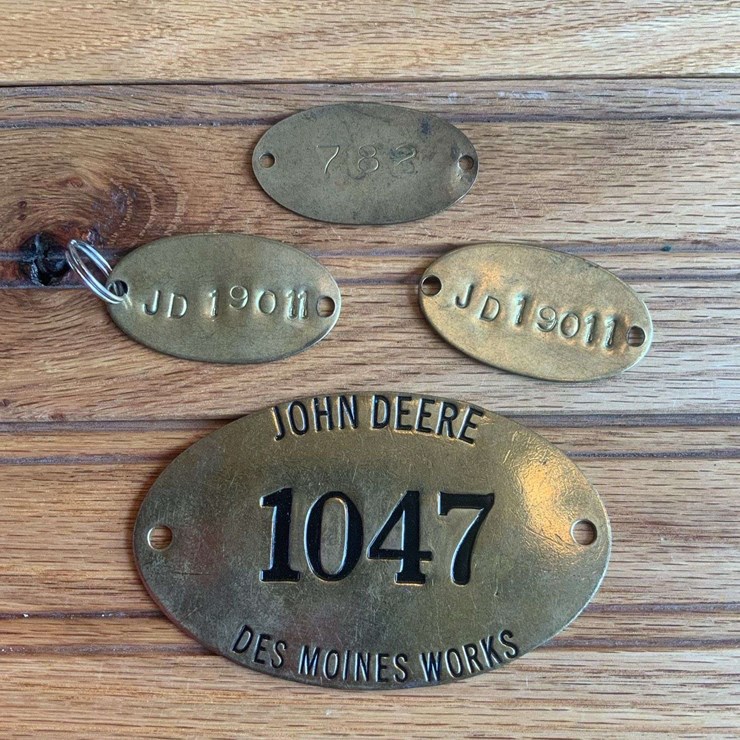 782
JD 19011
JD 19011
JOHN DEERE
1047
DES MOINES WORKS